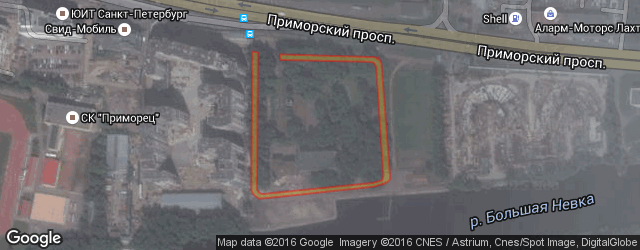 ЮИТ Санкт-Петербург
Свид-Мобиль
Приморский просп.
Shell
Аларм-Моторс Лахт
Приморский просп.
СК "Приморец"
р. Большая Невка
Google
Map data ©2016 Google Imagery ©2016 CNES / Astrium, Cnes/Spot Image, DigitalGlobe